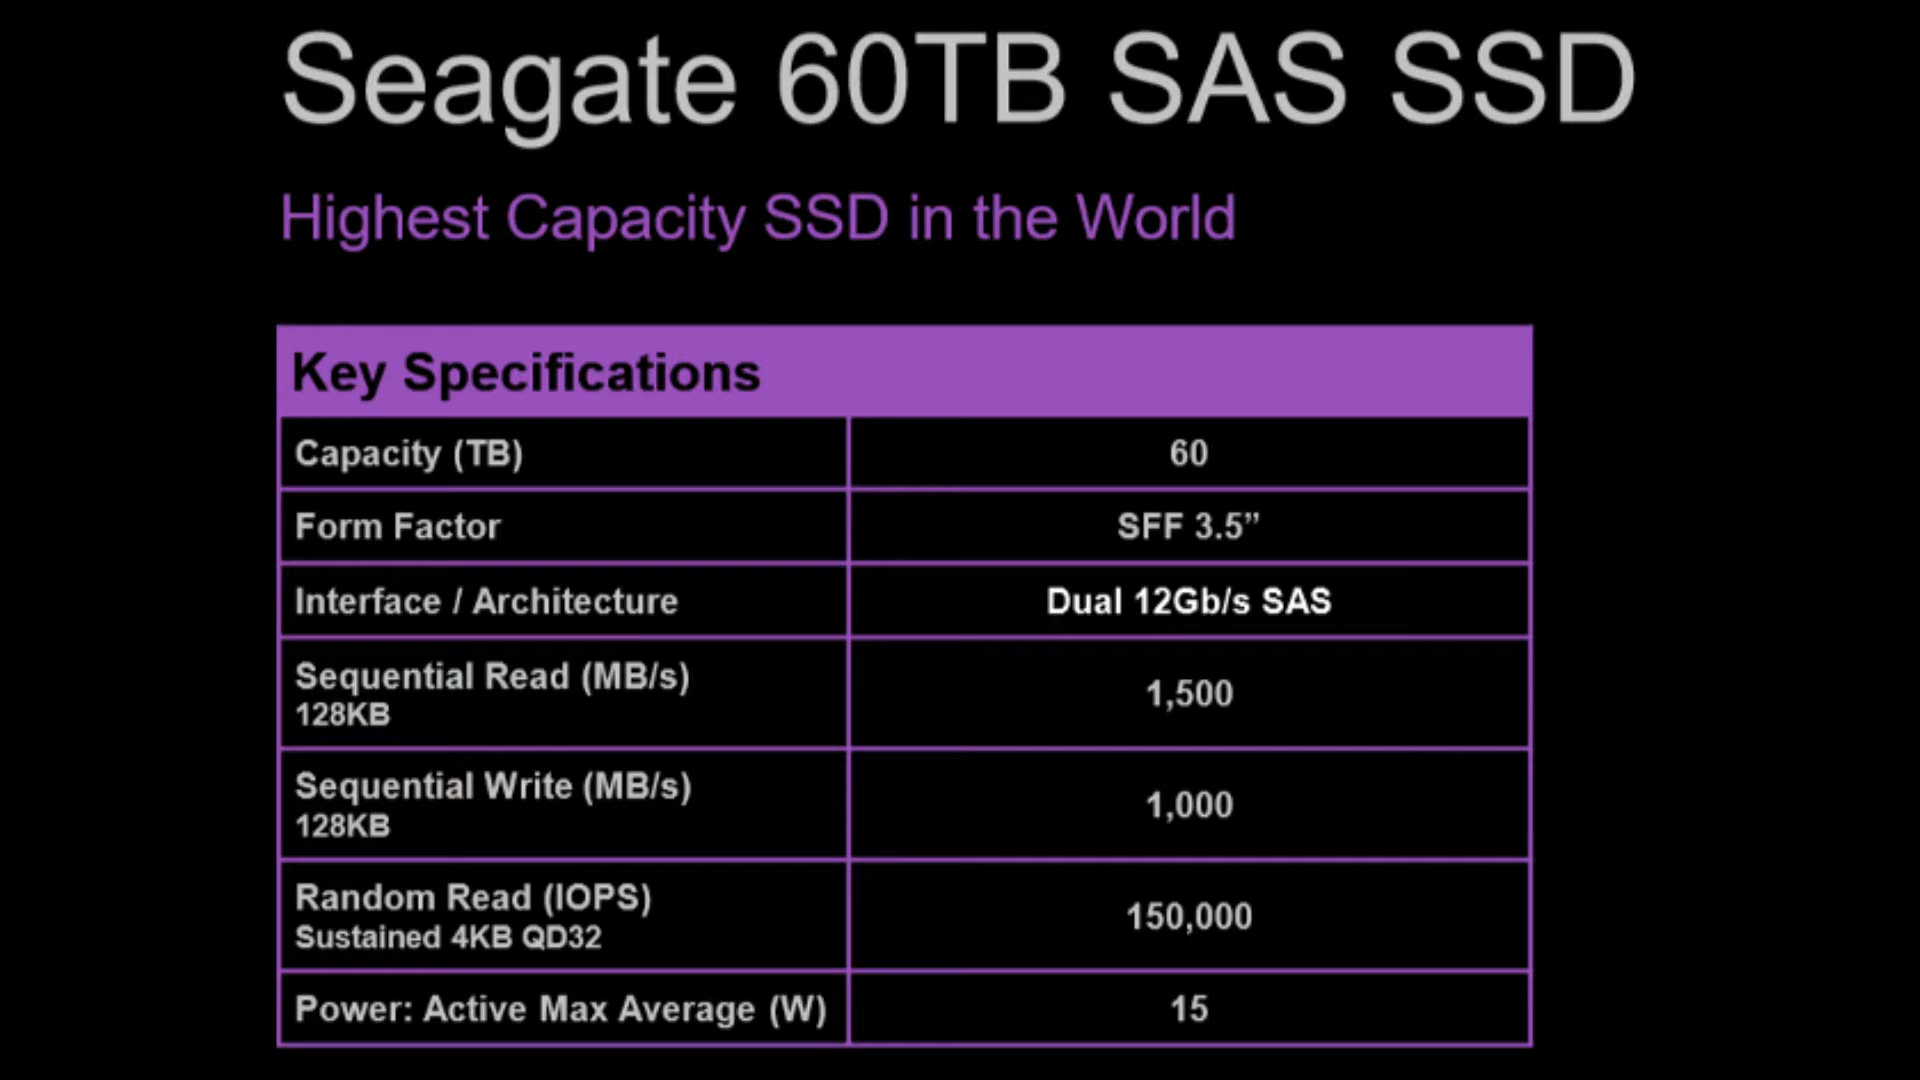 Seagate 60TB SAS SSD
Highest Capacity SSD in the World
Key Specifications
Capacity (TB) 60
Form Factor SFF 3.5”
Interface / Architecture Dual 12Gb/s SAS
Sequential Read (MB/s)
128KB
1,500
Sequential Write (MB/s)
128KB
1,000
Random Read (IOPS)
Sustained 4KB QD32
150,000
Power: Active Max Average (W) 15